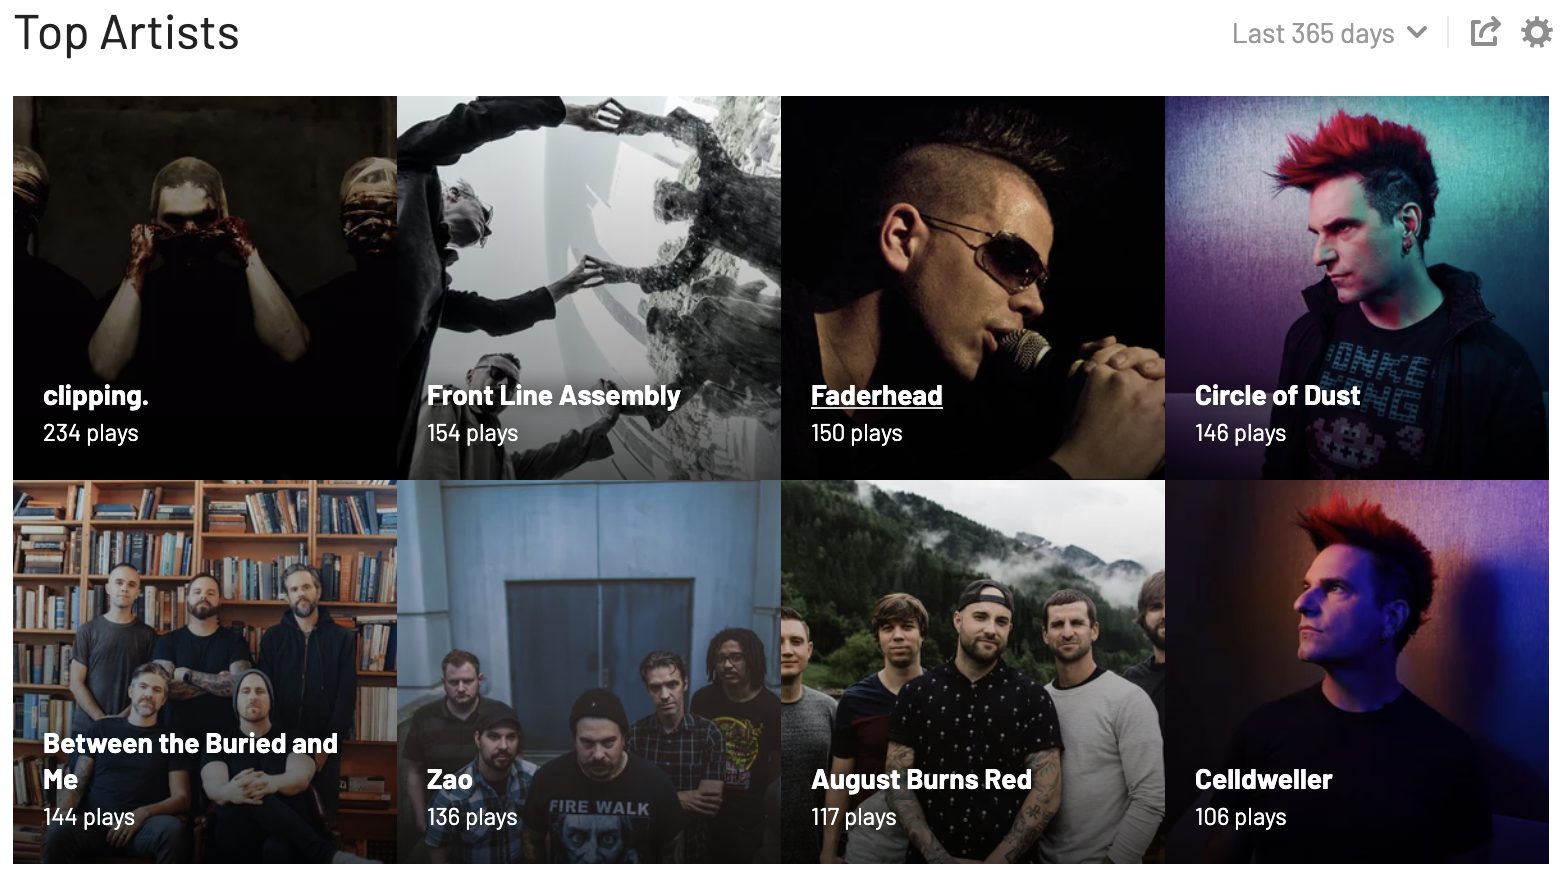 Top Artists
Last 365 days
clipping.
234 plays
Front Line Assembly
154 plays
Faderhead
150 plays
Circle of Dust
146 plays
Between the Buried and
Me
144 plays
Zao
136 plays
FIRE WALK
August Burns Red
117 plays
Celldweller
106 plays